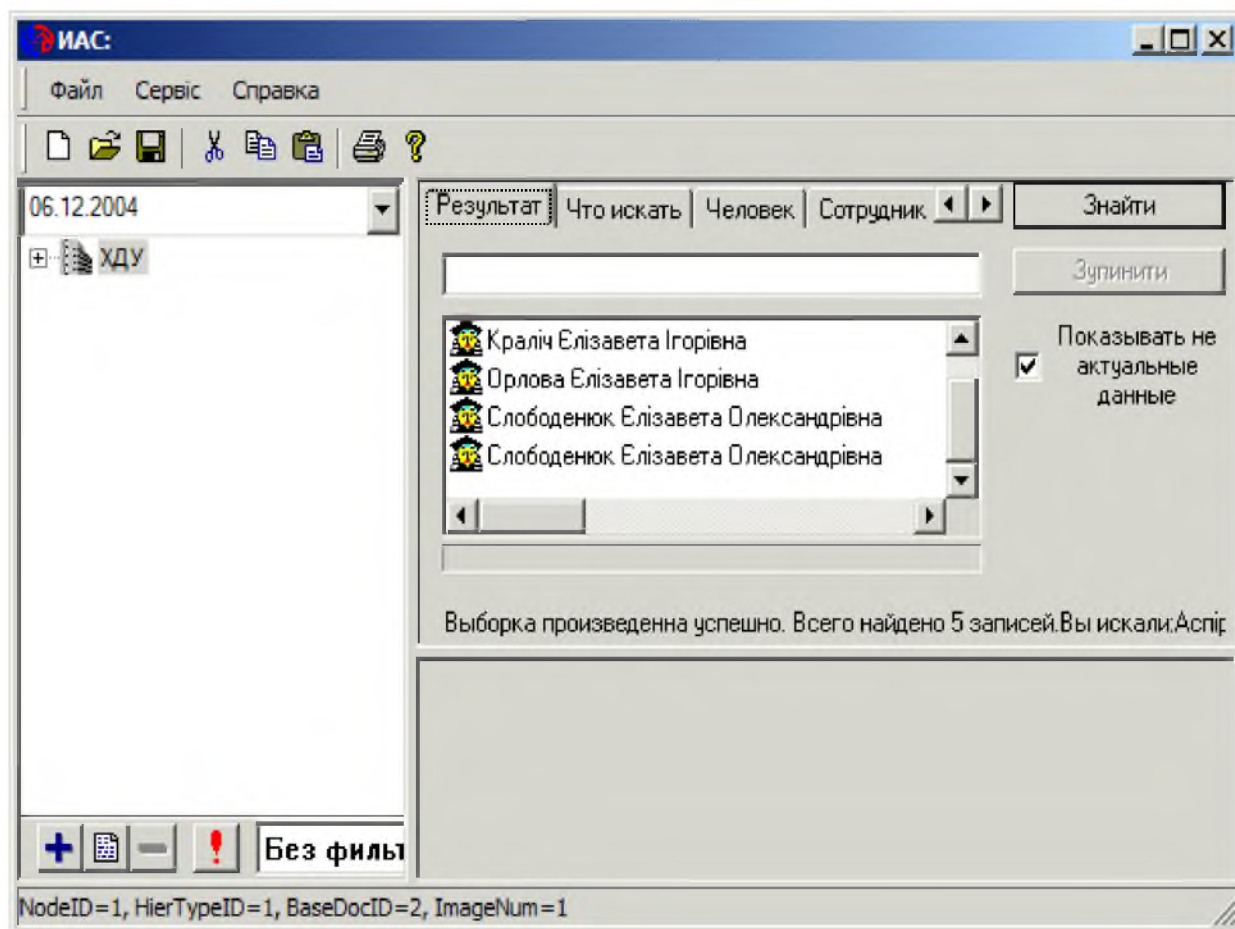 ИАС:
Файл Сервіс Справка
06.12.2004
ХДУ
Результат Что искать Человек Сотрудник
Знайти
Зупинити
Показывать не
актуальные
данные
Краліч Єлізавета Ігорівна
Орлова Єлізавета Ігорівна
Слободенюк Єлізавета Олександрівна
Слободенюк Єлізавета Олександрівна
Выборка произведенна успешно. Всего найдено 5 записей.Вы искали:Аспір
Без фильт
NodeID=1, HierTypeID=1, BaseDocID=2, ImageNum=1